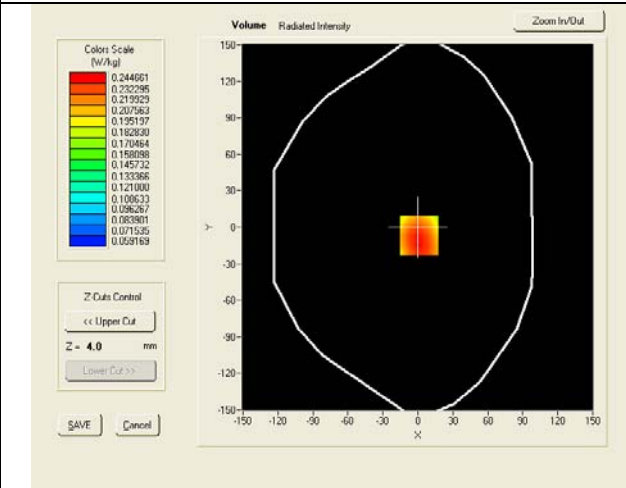 Volume Radiated Intensity
Zoom In/Out
Colors Scale
(W/kg)
0.244661
0.232295
0.219929
0.207563
0.195197
0.182830
0.170464
0.158098
0.145732
0.133366
0.121000
0.108633
0.096267
0.083901
0.071535
0.059169
Z-Cuts Control
<< Upper Cut
Z = 4.0 mm
Lower Cut >>
SAVE
Cancel
Y
150
120
90
60
30
0
-30
-60
-90
-120
-150
-150 -120 -90 -60 -30 0 30 60 90 120 150
X